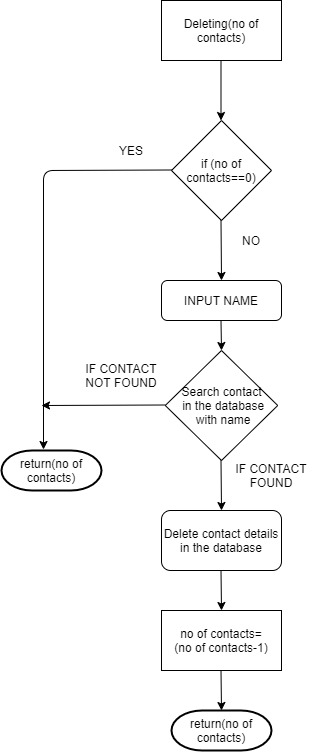 Deleting(no of
contacts)
YES
if (no of
contacts==0)
NO
INPUT NAME
IF CONTACT
NOT FOUND
Search contact
in the database
with name
return(no of
contacts)
IF CONTACT
FOUND
Delete contact details
in the database
no of contacts=
(no of contacts-1)
return(no of
contacts)